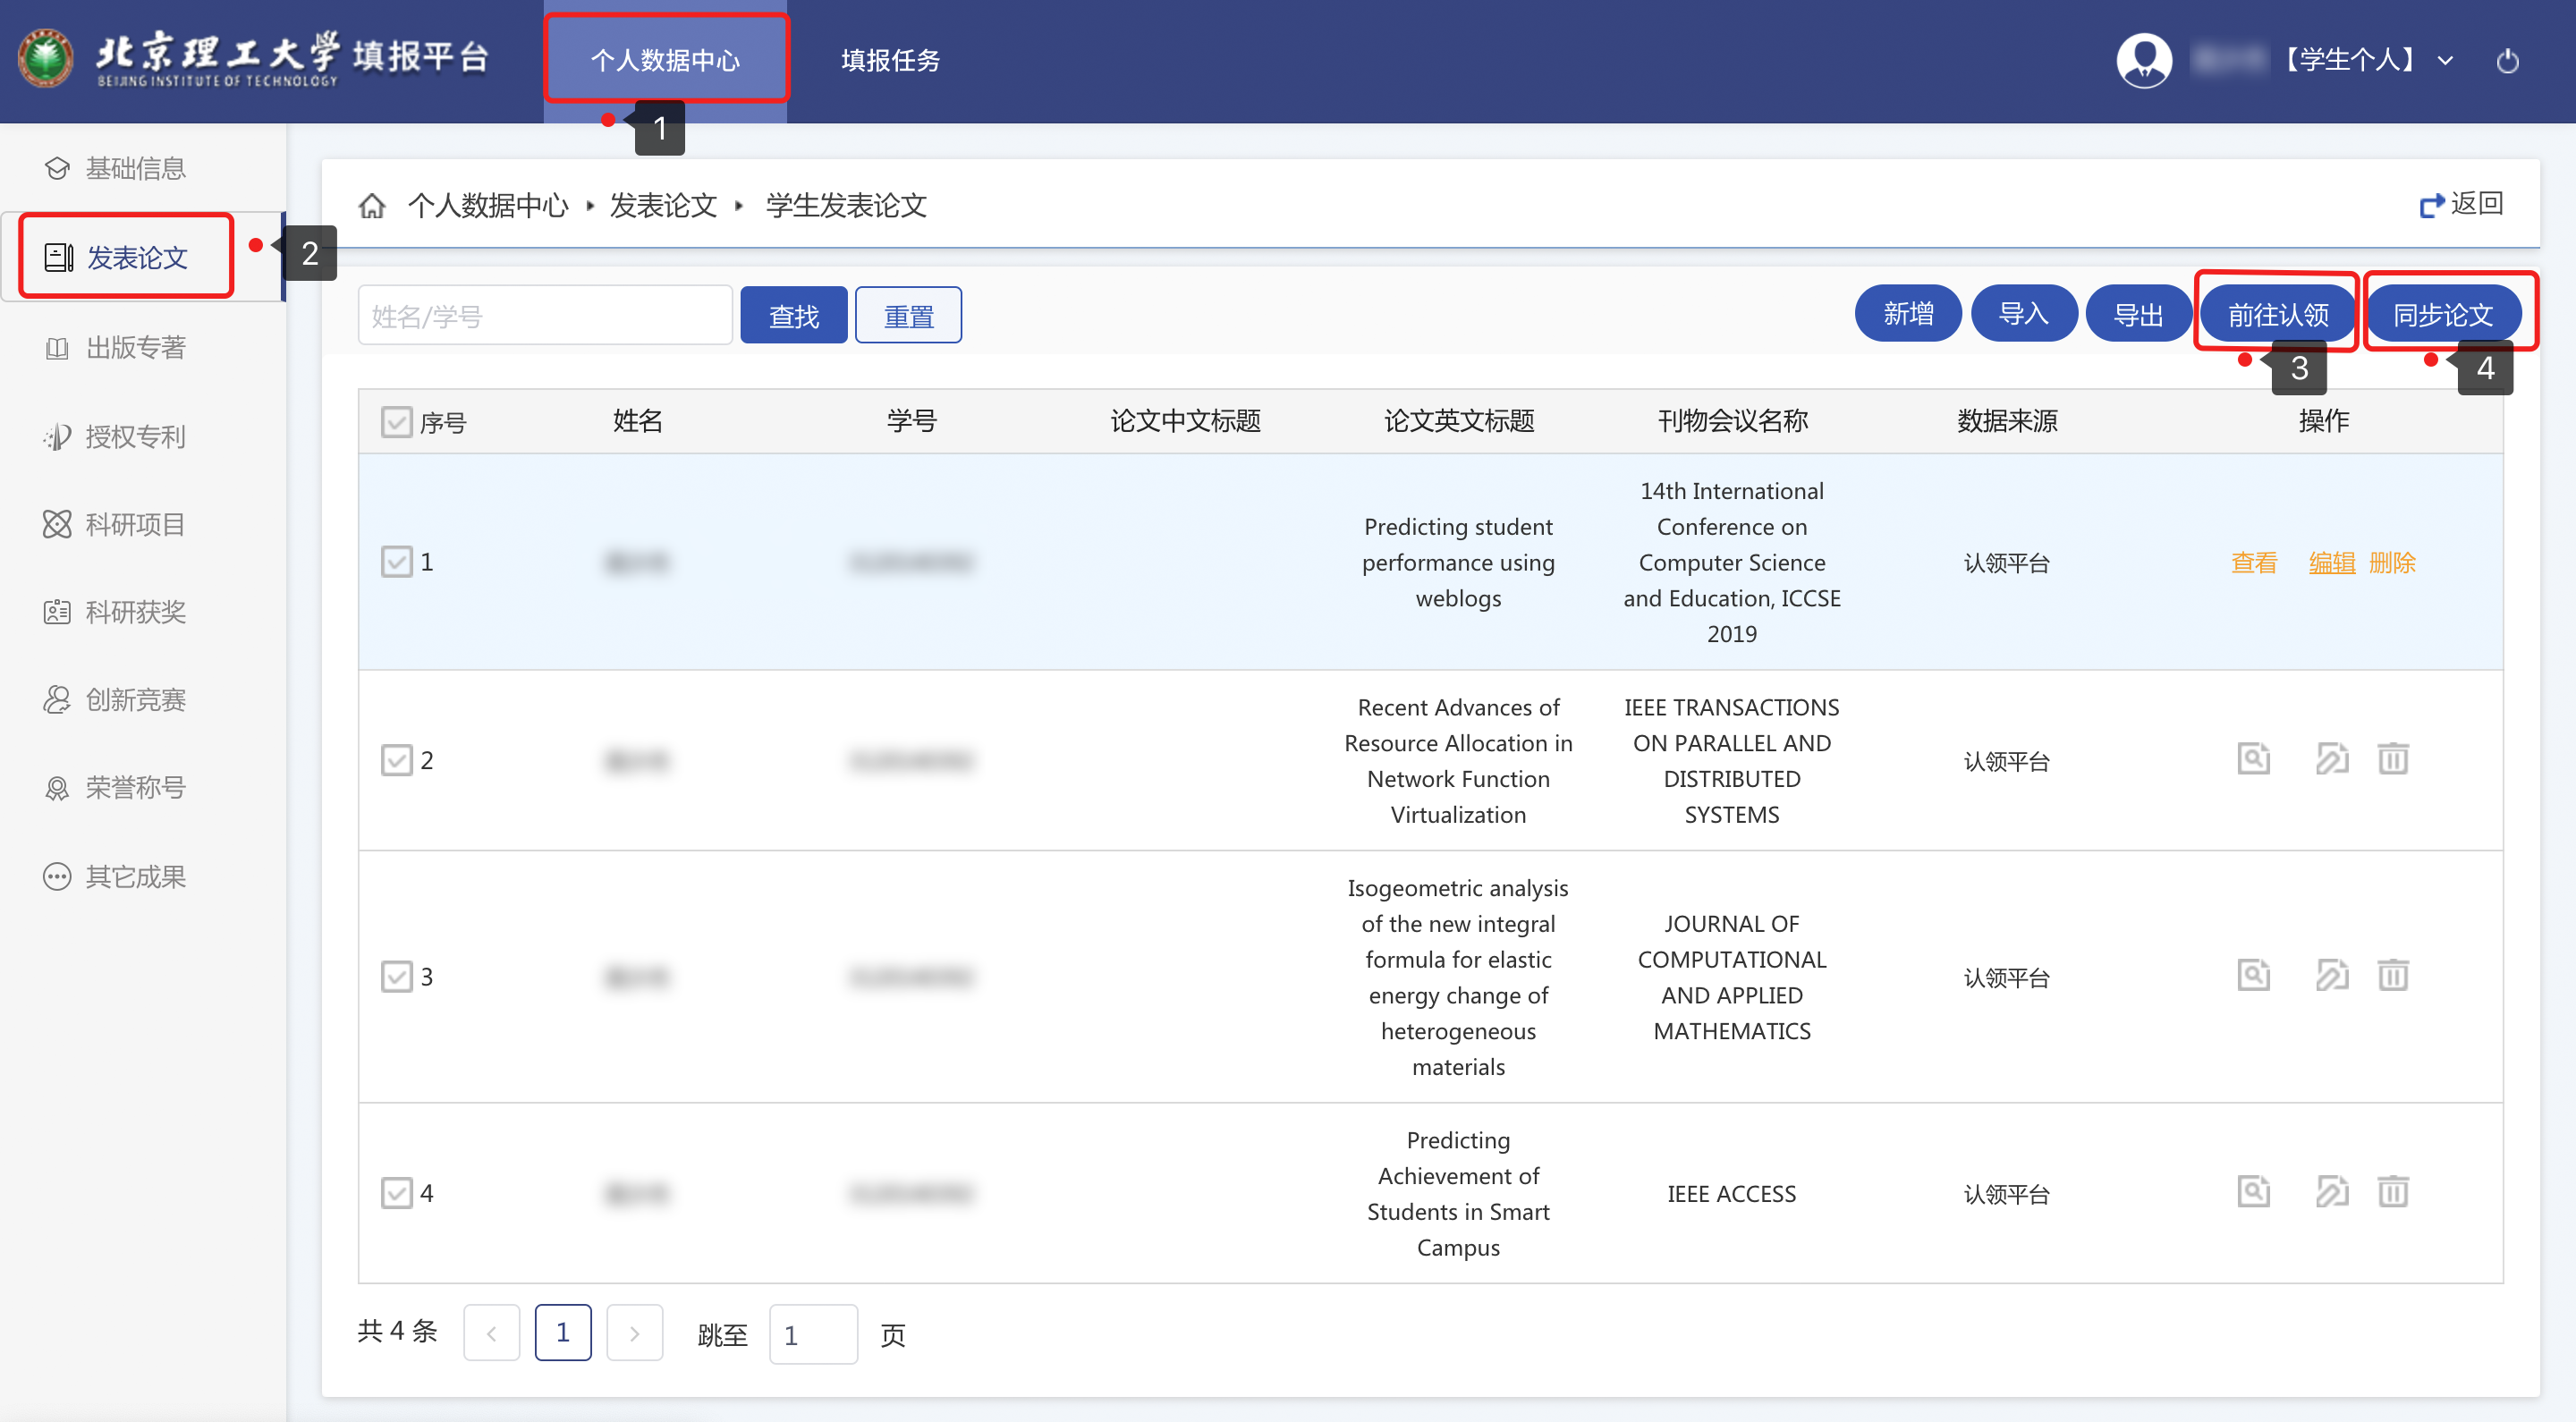 北京理工大学 填报平台
BEIJING INSTITUTE OF TECHNOLOGY
个人数据中心
填报任务
【学生个人】
1
基础信息
发表论文
2
出版专著
授权专利
科研项目
科研获奖
创新竞赛
荣誉称号
其它成果
个人数据中心 发表论文 学生发表论文
返回
姓名/学号
查找
重置
新增
导入
导出
前往认领
同步论文
3
4
序号 姓名 学号 论文中文标题 论文英文标题 刊物会议名称 数据来源 操作
1
Predicting student
performance using
weblogs
14th International
Conference on
Computer Science
and Education, ICCSE
2019
认领平台
查看 编辑 删除
2
Recent Advances of
Resource Allocation in
Network Function
Virtualization
IEEE TRANSACTIONS
ON PARALLEL AND
DISTRIBUTED
SYSTEMS
认领平台
3
Isogeometric analysis
of the new integral
formula for elastic
energy change of
heterogeneous
materials
JOURNAL OF
COMPUTATIONAL
AND APPLIED
MATHEMATICS
认领平台
4
Predicting
Achievement of
Students in Smart
Campus
IEEE ACCESS
认领平台
共 4 条 < 1 > 跳至 1 页